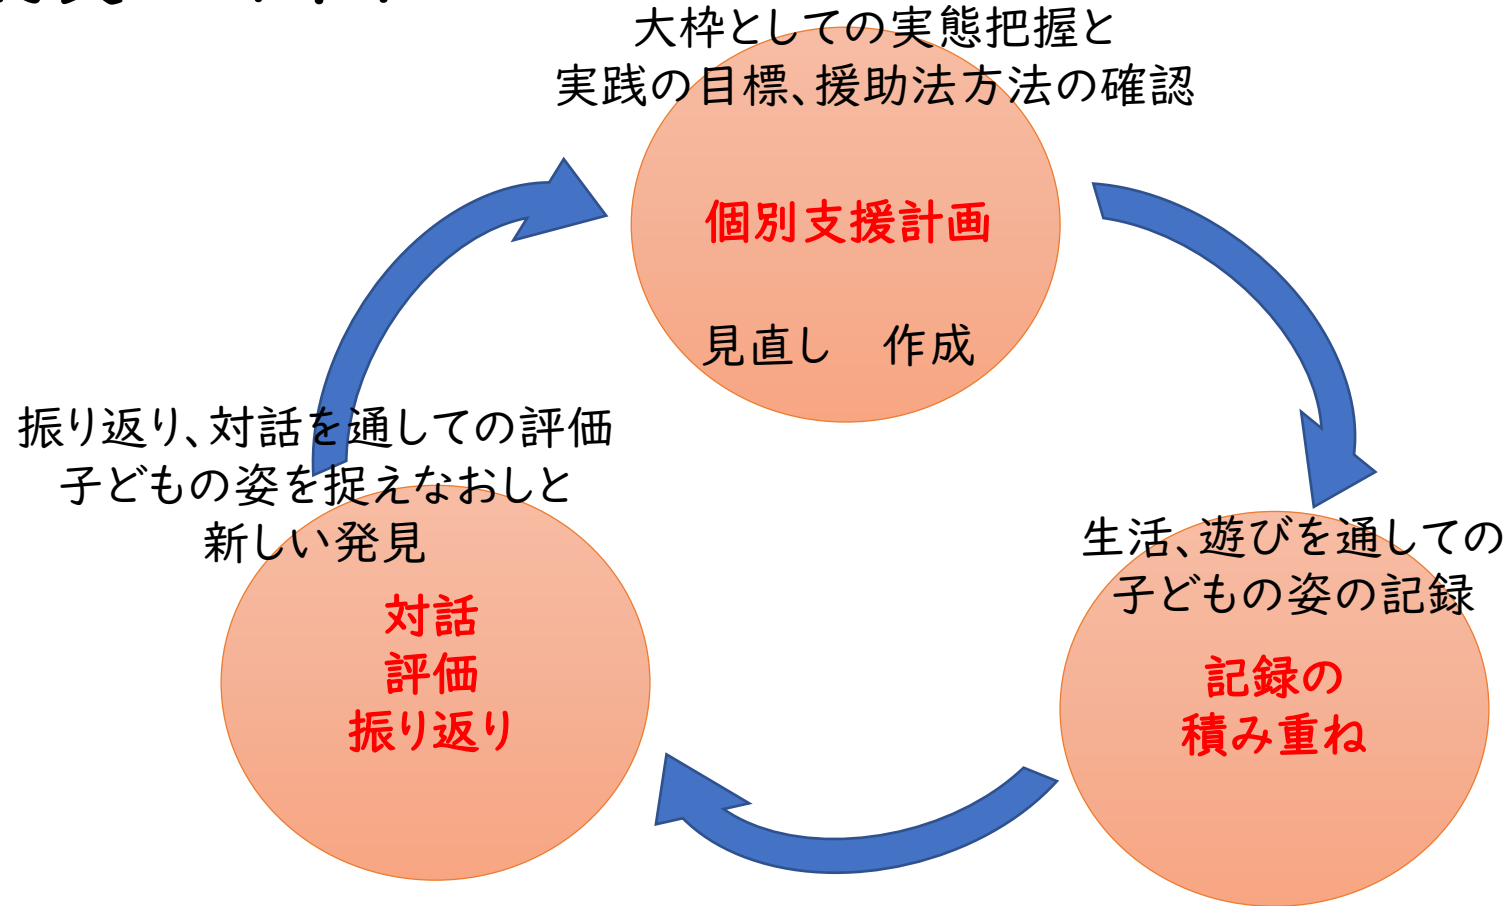 大枠としての実態把握と
実践の目標、援助法方法の確認
個別支援計画
見直し　作成
振り返り、対話を通しての評価
子どもの姿を捉えなおしと
新しい発見
対話
評価
振り返り
生活、遊びを通しての
子どもの姿の記録
記録の
積み重ね